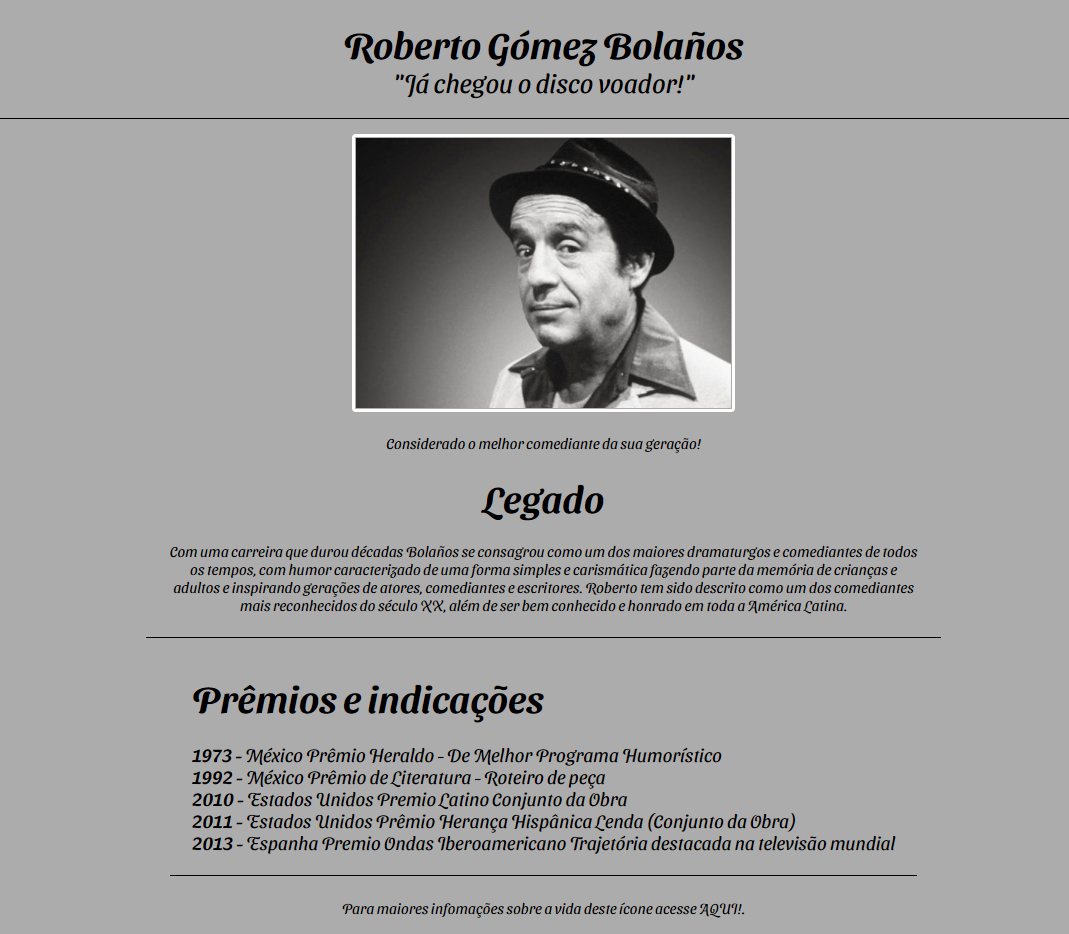 Roberto Gómez Bolaños
"Já chegou o disco voador!"
Considerado o melhor comediante da sua geração!
Legado
Com uma carreira que durou décadas Bolaños se consagrou como um dos maiores dramaturgos e comediantes de todos
os tempos, com humor caracterizado de uma forma simples e carismática fazendo parte da memória de crianças e
adultos e inspirando gerações de atores, comediantes e escritores. Roberto tem sido descrito como um dos comediantes
mais reconhecidos do século XX, além de ser bem conhecido e honrado em toda a América Latina.
Prêmios e indicações
1973 - México Prêmio Heraldo - De Melhor Programa Humorístico
1992 - México Prêmio de Literatura - Roteiro de peça
2010 - Estados Unidos Premio Latino Conjunto da Obra
2011 - Estados Unidos Prêmio Herança Hispânica Lenda (Conjunto da Obra)
2013 - Espanha Premio Ondas Iberoamericano Trajetória destacada na televisão mundial
Para maiores infomações sobre a vida deste ícone acesse AQUI!.